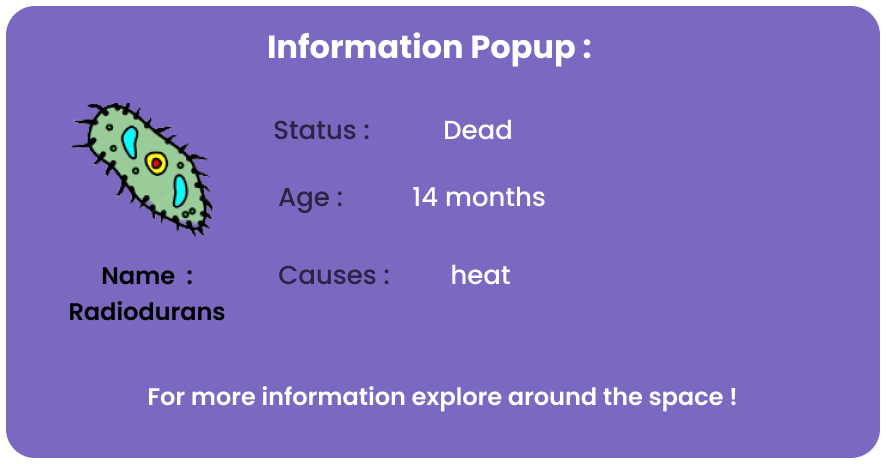 Information Popup :
Status : Dead
Age : 14 months
Name :
Radiodurans
Causes : heat
For more information explore around the space !